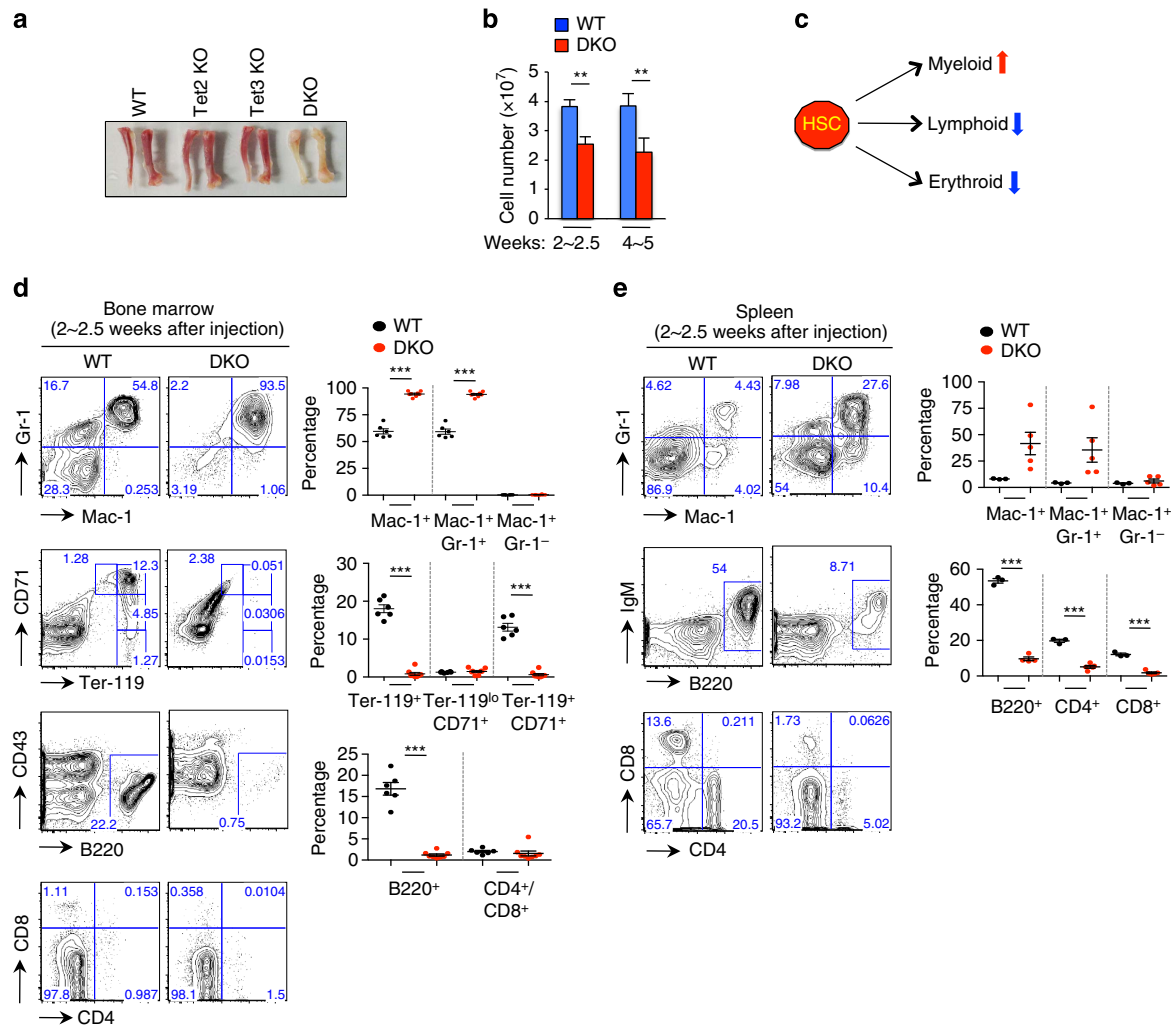 a
WT
Tet2 KO
Tet3 KO
DKO
b
WT
DKO
**
**
Cell number (×10⁷)
5
4
3
2
1
0
Weeks: 2~2.5 4~5
c
HSC
Myeloid
Lymphoid
Erythroid
d
Bone marrow
(2~2.5 weeks after injection)
WT DKO
16.7 54.8
28.3 0.253
2.2 93.5
3.19 1.06
Gr-1
Mac-1
WT
DKO
*** ***
Percentage
100
75
50
25
0
Mac-1⁺ Mac-1⁺ Mac-1⁺
Gr-1⁺ Gr-1⁻
1.28 12.3
4.85
1.27
2.38 0.051
0.0306
0.0153
CD71
Ter-119
*** ***
Percentage
30
20
10
0
Ter-119⁺ Ter-119ˡᵒ Ter-119⁺
CD71⁺ CD71⁺
22.2
0.75
CD43
B220
***
Percentage
25
20
15
10
5
0
B220⁺ CD4⁺/
CD8⁺
1.11 0.153
97.8 0.987
0.358 0.0104
98.1 1.5
CD8
CD4
e
Spleen
(2~2.5 weeks after injection)
WT DKO
4.62 4.43
86.9 4.02
7.98 27.6
54 10.4
Gr-1
Mac-1
WT
DKO
Percentage
100
75
50
25
0
Mac-1⁺ Mac-1⁺ Mac-1⁺
Gr-1⁺ Gr-1⁻
54
8.71
IgM
B220
*** *** ***
Percentage
60
40
20
0
B220⁺ CD4⁺ CD8⁺
13.6 0.211
65.7 20.5
1.73 0.0626
93.2 5.02
CD8
CD4